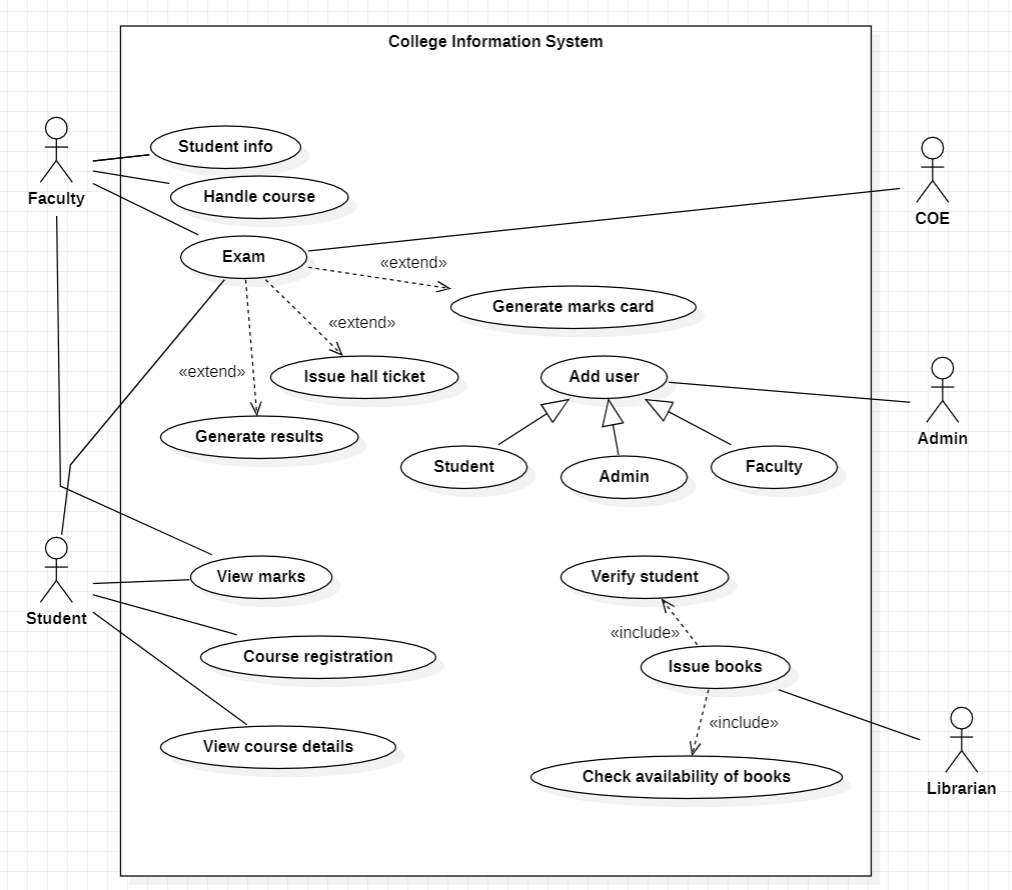 College Information System
Student info
Faculty
Handle course
COE
Exam
«extend»
Generate marks card
«extend»
«extend»
Issue hall ticket
Add user
Generate results
Admin
Student
Admin
Faculty
Student
View marks
Verify student
«include»
Course registration
Issue books
«include»
View course details
Check availability of books
Librarian